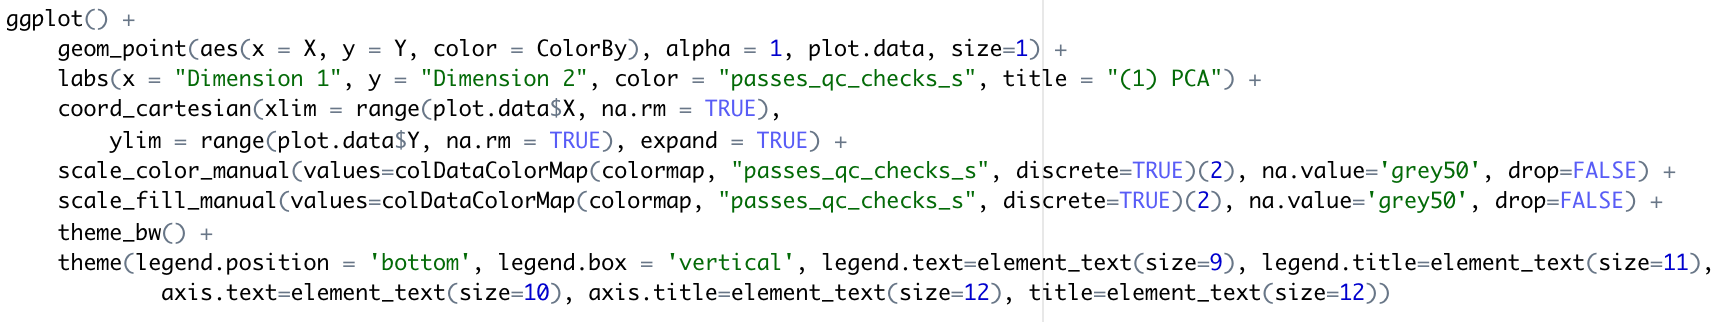 ggplot() +
    geom_point(aes(x = X, y = Y, color = ColorBy), alpha = 1, plot.data, size=1) +
    labs(x = "Dimension 1", y = "Dimension 2", color = "passes_qc_checks_s", title = "(1) PCA") +
    coord_cartesian(xlim = range(plot.data$X, na.rm = TRUE),
        ylim = range(plot.data$Y, na.rm = TRUE), expand = TRUE) +
    scale_color_manual(values=colDataColorMap(colormap, "passes_qc_checks_s", discrete=TRUE)(2), na.value='grey50', drop=FALSE) +
    scale_fill_manual(values=colDataColorMap(colormap, "passes_qc_checks_s", discrete=TRUE)(2), na.value='grey50', drop=FALSE) +
    theme_bw() +
    theme(legend.position = 'bottom', legend.box = 'vertical', legend.text=element_text(size=9), legend.title=element_text(size=11),
            axis.text=element_text(size=10), axis.title=element_text(size=12), title=element_text(size=12))